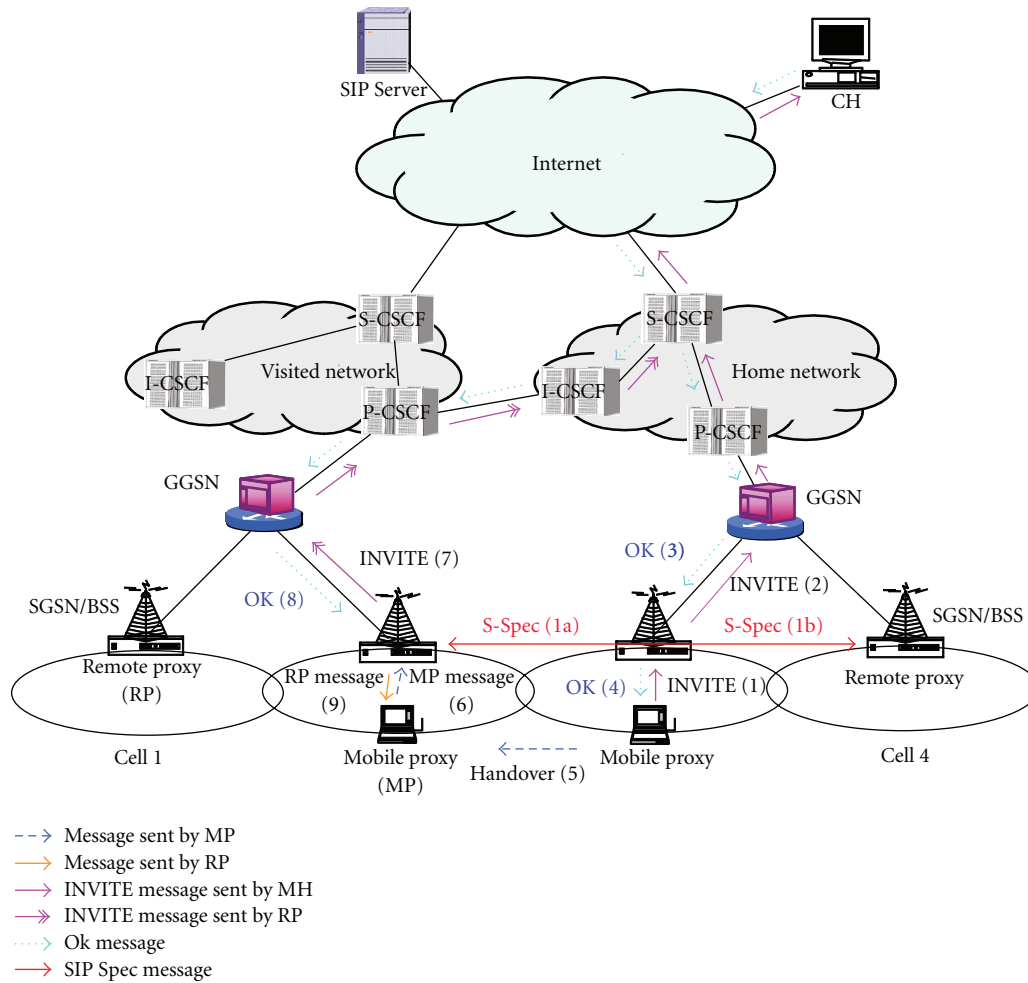 SIP Server
CH
Internet
S-CSCF
S-CSCF
I-CSCF
Visited network
I-CSCF
Home network
P-CSCF
P-CSCF
GGSN
GGSN
INVITE (7)
OK (3)
INVITE (2)
SGSN/BSS
OK (8)
SGSN/BSS
S-Spec (1a)
S-Spec (1b)
Remote proxy
(RP)
RP message
(9)
MP message
(6)
OK (4)
INVITE (1)
Remote proxy
Cell 1
Mobile proxy
(MP)
Handover (5)
Mobile proxy
Cell 4
Message sent by MP
Message sent by RP
INVITE message sent by MH
INVITE message sent by RP
Ok message
SIP Spec message